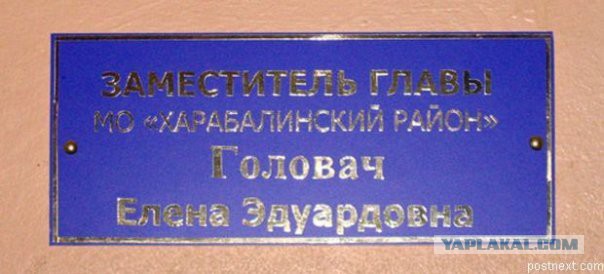 ЗАМЕСТИТЕЛЬ ГЛАВЫ
МО «ХАРАБАЛИНСКИЙ РАЙОН»
Головач
Елена Эдуардовна
YAPLAKAL.COM
postnext.com